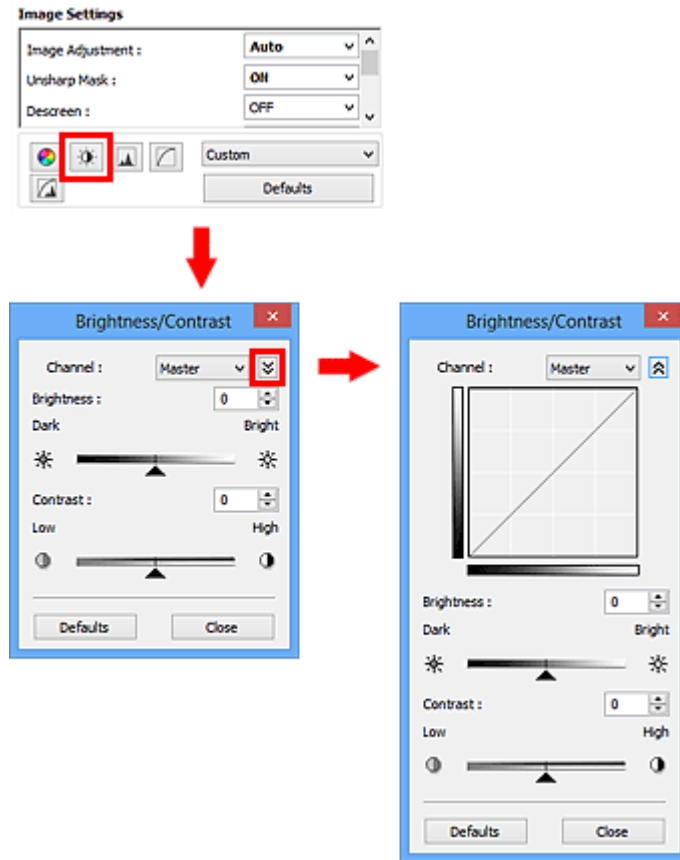 Image Settings
Image Adjustment : Auto
Unsharp Mask : ON
Descreen : OFF
Custom
Defaults
Brightness/Contrast
Channel : Master
Brightness : 0
Dark Bright
Contrast : 0
Low High
Defaults Close
Brightness/Contrast
Channel : Master
Brightness : 0
Dark Bright
Contrast : 0
Low High
Defaults Close